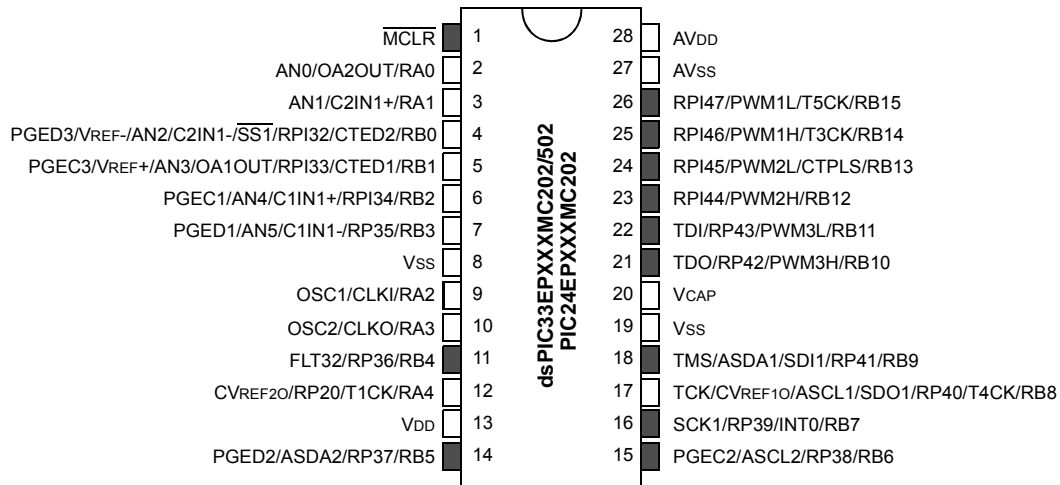 MCLR 1 28 AVDD
AN0/OA2OUT/RA0 2 27 AVSS
AN1/C2IN1+/RA1 3 26 RPI47/PWM1L/T5CK/RB15
PGED3/VREF-/AN2/C2IN1-/SS1/RPI32/CTED2/RB0 4 25 RPI46/PWM1H/T3CK/RB14
PGEC3/VREF+/AN3/OA1OUT/RPI33/CTED1/RB1 5 24 RPI45/PWM2L/CTPLS/RB13
PGEC1/AN4/C1IN1+/RPI34/RB2 6 23 RPI44/PWM2H/RB12
PGED1/AN5/C1IN1-/RP35/RB3 7 22 TDI/RP43/PWM3L/RB11
VSS 8 21 TDO/RP42/PWM3H/RB10
OSC1/CLKI/RA2 9 20 VCAP
OSC2/CLKO/RA3 10 19 VSS
FLT32/RP36/RB4 11 18 TMS/ASDA1/SDI1/RP41/RB9
CVREF2O/RP20/T1CK/RA4 12 17 TCK/CVREF1O/ASCL1/SDO1/RP40/T4CK/RB8
VDD 13 16 SCK1/RP39/INT0/RB7
PGED2/ASDA2/RP37/RB5 14 15 PGEC2/ASCL2/RP38/RB6
dsPIC33EPXXXMC202/502
PIC24EPXXXMC202